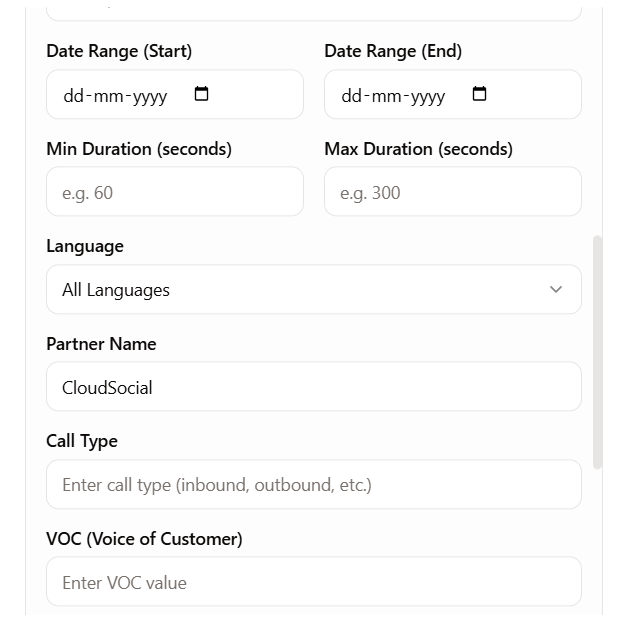 Date Range (Start) Date Range (End)
dd-mm-yyyy dd-mm-yyyy
Min Duration (seconds) Max Duration (seconds)
e.g. 60 e.g. 300
Language
All Languages
Partner Name
CloudSocial
Call Type
Enter call type (inbound, outbound, etc.)
VOC (Voice of Customer)
Enter VOC value